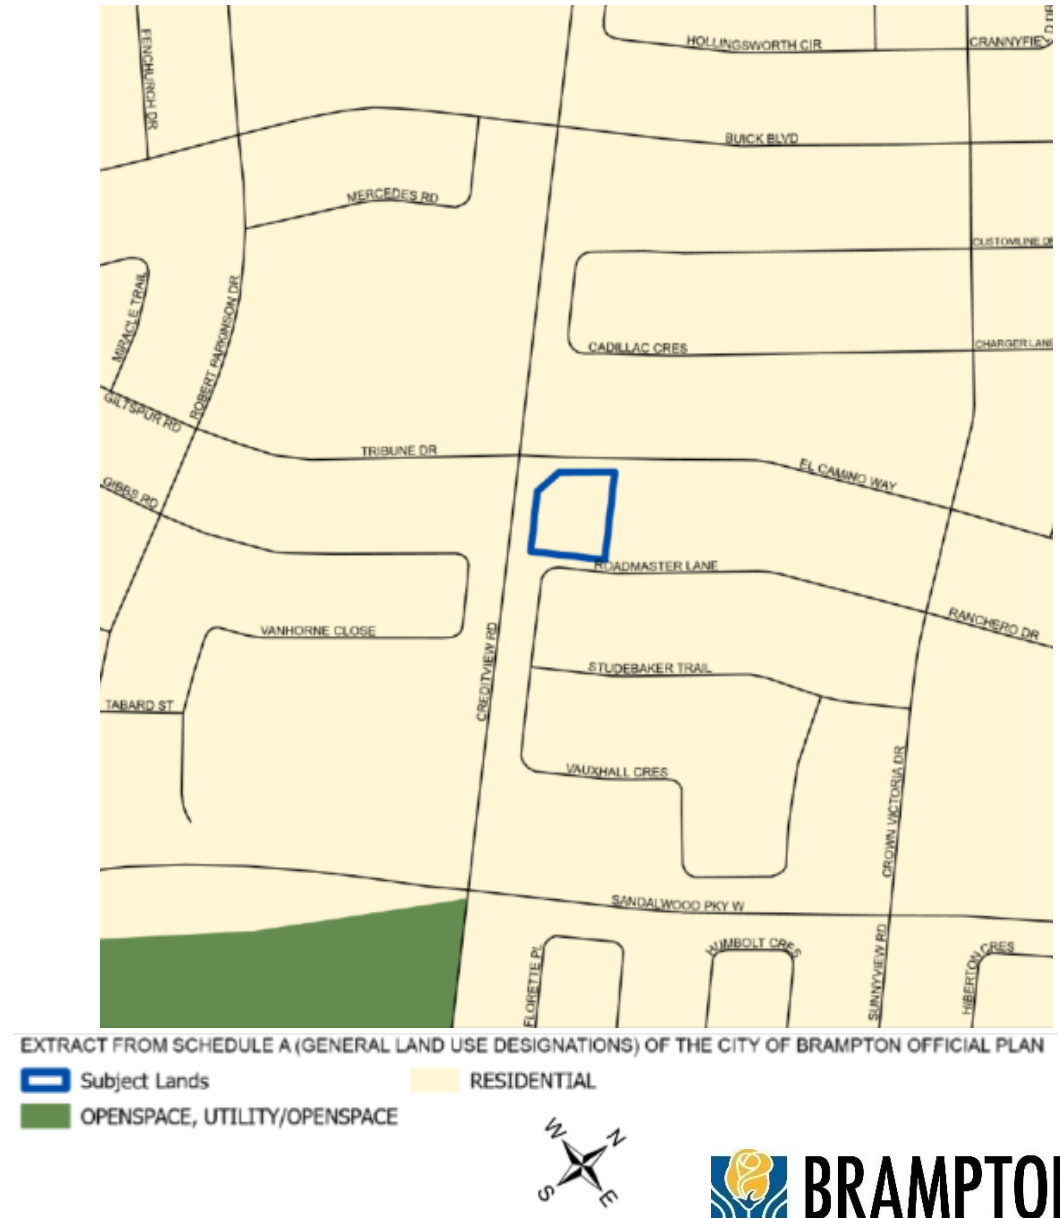 FENCHURCH DR
HOLLINGSWORTH CIR
CRANNYFIE
BUICK BLVD
MERCEDES RD
CUSTOMLINE DR
MIRACLE TRAIL
ROBERT PARKINSON DR
CADILLAC CRES
CHARGER LANE
GILTSPUR RD
TRIBUNE DR
EL CAMINO WAY
GIBBS RD
ROADMASTER LANE
RANCHERO DR
VANHORNE CLOSE
CREDITVIEW RD
STUDEBAKER TRAIL
TABARD ST
VAUXHALL CRES
CROWN VICTORIA DR
SANDALWOOD PKY W
FLORETTE PL
HUMBOLT CRES
SUNNYVIEW RD
HIBERTON CRES
EXTRACT FROM SCHEDULE A (GENERAL LAND USE DESIGNATIONS) OF THE CITY OF BRAMPTON OFFICIAL PLAN
Subject Lands
RESIDENTIAL
OPENSPACE, UTILITY/OPENSPACE
W N
S E
BRAMPTON